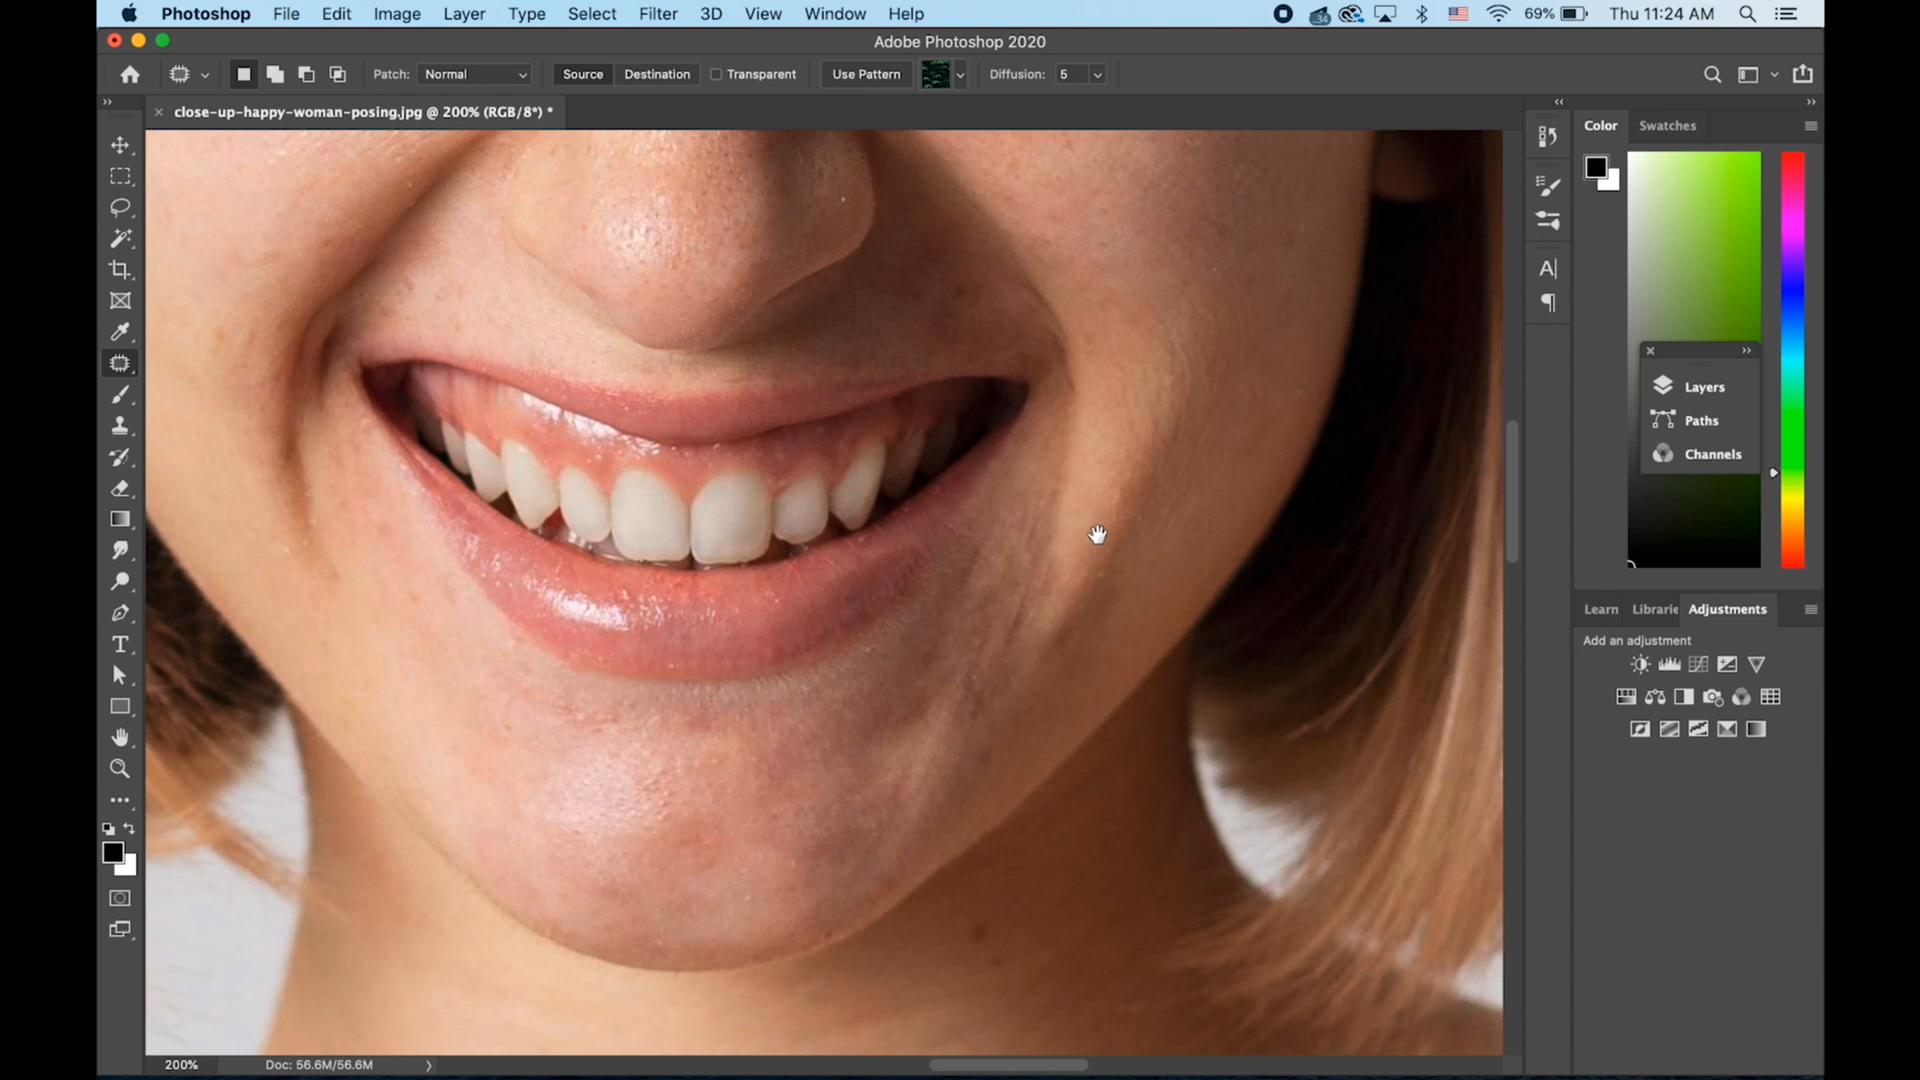 Photoshop File Edit Image Layer Type Select Filter 3D View Window Help 34 69% Thu 11:24 AM
Adobe Photoshop 2020
Patch: Normal Source Destination Transparent Use Pattern Diffusion: 5
close-up-happy-woman-posing.jpg @ 200% (RGB/8*) *
Color Swatches
Layers
Paths
Channels
Learn Librarie Adjustments
Add an adjustment
200% Doc: 56.6M/56.6M